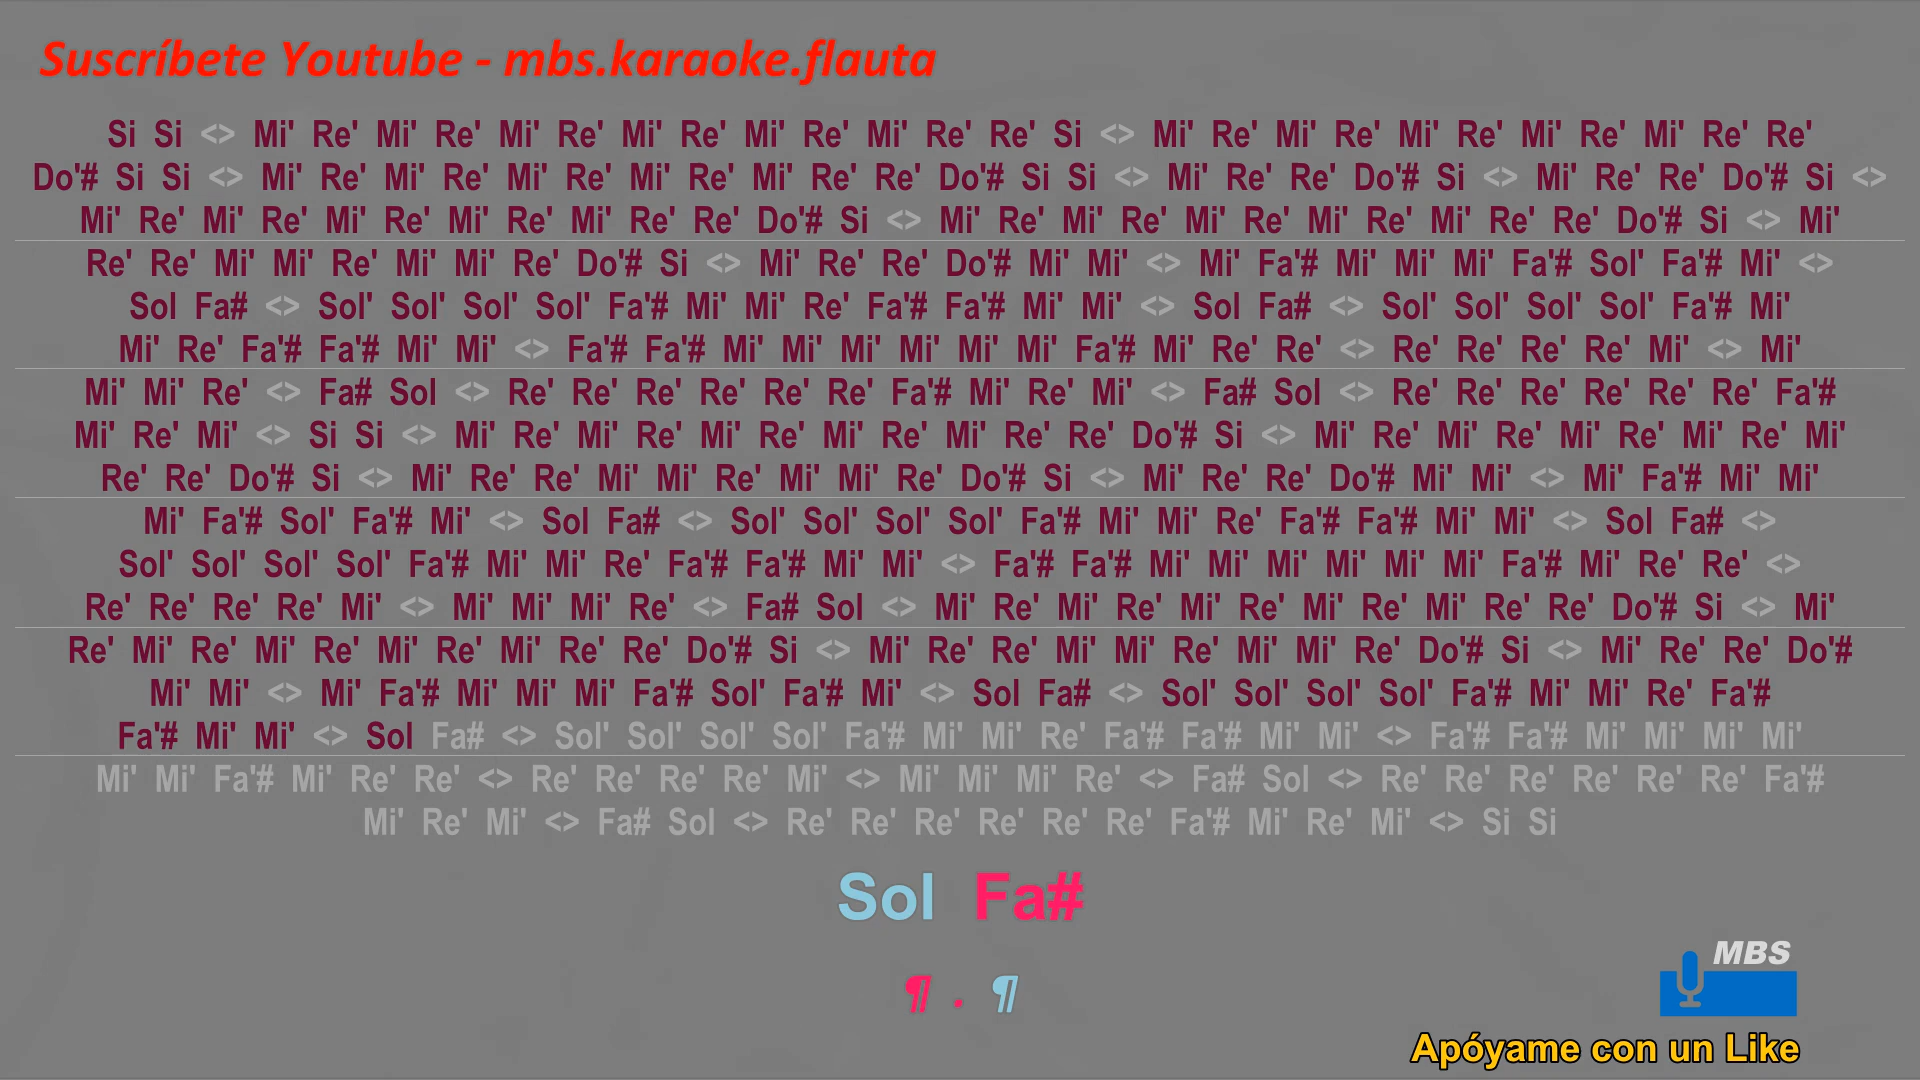 Suscríbete Youtube - mbs.karaoke.flauta
Si Si <> Mi' Re' Mi' Re' Mi' Re' Mi' Re' Mi' Re' Mi' Re' Re' Si <> Mi' Re' Mi' Re' Mi' Re' Mi' Re' Mi' Re' Re'
Do'# Si Si <> Mi' Re' Mi' Re' Mi' Re' Mi' Re' Mi' Re' Re' Do'# Si Si <> Mi' Re' Re' Do'# Si <> Mi' Re' Re' Do'# Si <>
Mi' Re' Mi' Re' Mi' Re' Mi' Re' Mi' Re' Re' Do'# Si <> Mi' Re' Mi' Re' Mi' Re' Mi' Re' Mi' Re' Re' Do'# Si <> Mi'
Re' Re' Mi' Mi' Re' Mi' Mi' Re' Do'# Si <> Mi' Re' Re' Do'# Mi' Mi' <> Mi' Fa'# Mi' Mi' Mi' Fa'# Sol' Fa'# Mi' <>
Sol Fa# <> Sol' Sol' Sol' Sol' Fa'# Mi' Mi' Re' Fa'# Fa'# Mi' Mi' <> Sol Fa# <> Sol' Sol' Sol' Sol' Fa'# Mi'
Mi' Re' Fa'# Fa'# Mi' Mi' <> Fa'# Fa'# Mi' Mi' Mi' Mi' Mi' Mi' Fa'# Mi' Re' Re' <> Re' Re' Re' Re' Mi' <> Mi'
Mi' Mi' Re' <> Fa# Sol <> Re' Re' Re' Re' Re' Re' Fa'# Mi' Re' Mi' <> Fa# Sol <> Re' Re' Re' Re' Re' Re' Fa'#
Mi' Re' Mi' <> Si Si <> Mi' Re' Mi' Re' Mi' Re' Mi' Re' Mi' Re' Re' Do'# Si <> Mi' Re' Mi' Re' Mi' Re' Mi' Re' Mi'
Re' Re' Do'# Si <> Mi' Re' Re' Mi' Mi' Re' Mi' Mi' Re' Do'# Si <> Mi' Re' Re' Do'# Mi' Mi' <> Mi' Fa'# Mi' Mi'
Mi' Fa'# Sol' Fa'# Mi' <> Sol Fa# <> Sol' Sol' Sol' Sol' Fa'# Mi' Mi' Re' Fa'# Fa'# Mi' Mi' <> Sol Fa# <>
Sol' Sol' Sol' Sol' Fa'# Mi' Mi' Re' Fa'# Fa'# Mi' Mi' <> Fa'# Fa'# Mi' Mi' Mi' Mi' Mi' Mi' Fa'# Mi' Re' Re' <>
Re' Re' Re' Re' Mi' <> Mi' Mi' Mi' Re' <> Fa# Sol <> Mi' Re' Mi' Re' Mi' Re' Mi' Re' Mi' Re' Re' Do'# Si <> Mi'
Re' Mi' Re' Mi' Re' Mi' Re' Mi' Re' Re' Do'# Si <> Mi' Re' Re' Mi' Mi' Re' Mi' Mi' Re' Do'# Si <> Mi' Re' Re' Do'#
Mi' Mi' <> Mi' Fa'# Mi' Mi' Mi' Fa'# Sol' Fa'# Mi' <> Sol Fa# <> Sol' Sol' Sol' Sol' Fa'# Mi' Mi' Re' Fa'#
Fa'# Mi' Mi' <> Sol Fa# <> Sol' Sol' Sol' Sol' Fa'# Mi' Mi' Re' Fa'# Fa'# Mi' Mi' <> Fa'# Fa'# Mi' Mi' Mi' Mi'
Mi' Mi' Fa'# Mi' Re' Re' <> Re' Re' Re' Re' Mi' <> Mi' Mi' Mi' Re' <> Fa# Sol <> Re' Re' Re' Re' Re' Re' Fa'#
Mi' Re' Mi' <> Fa# Sol <> Re' Re' Re' Re' Re' Re' Fa'# Mi' Re' Mi' <> Si Si
Sol Fa#
¶ . ¶
MBS
Apóyame con un Like